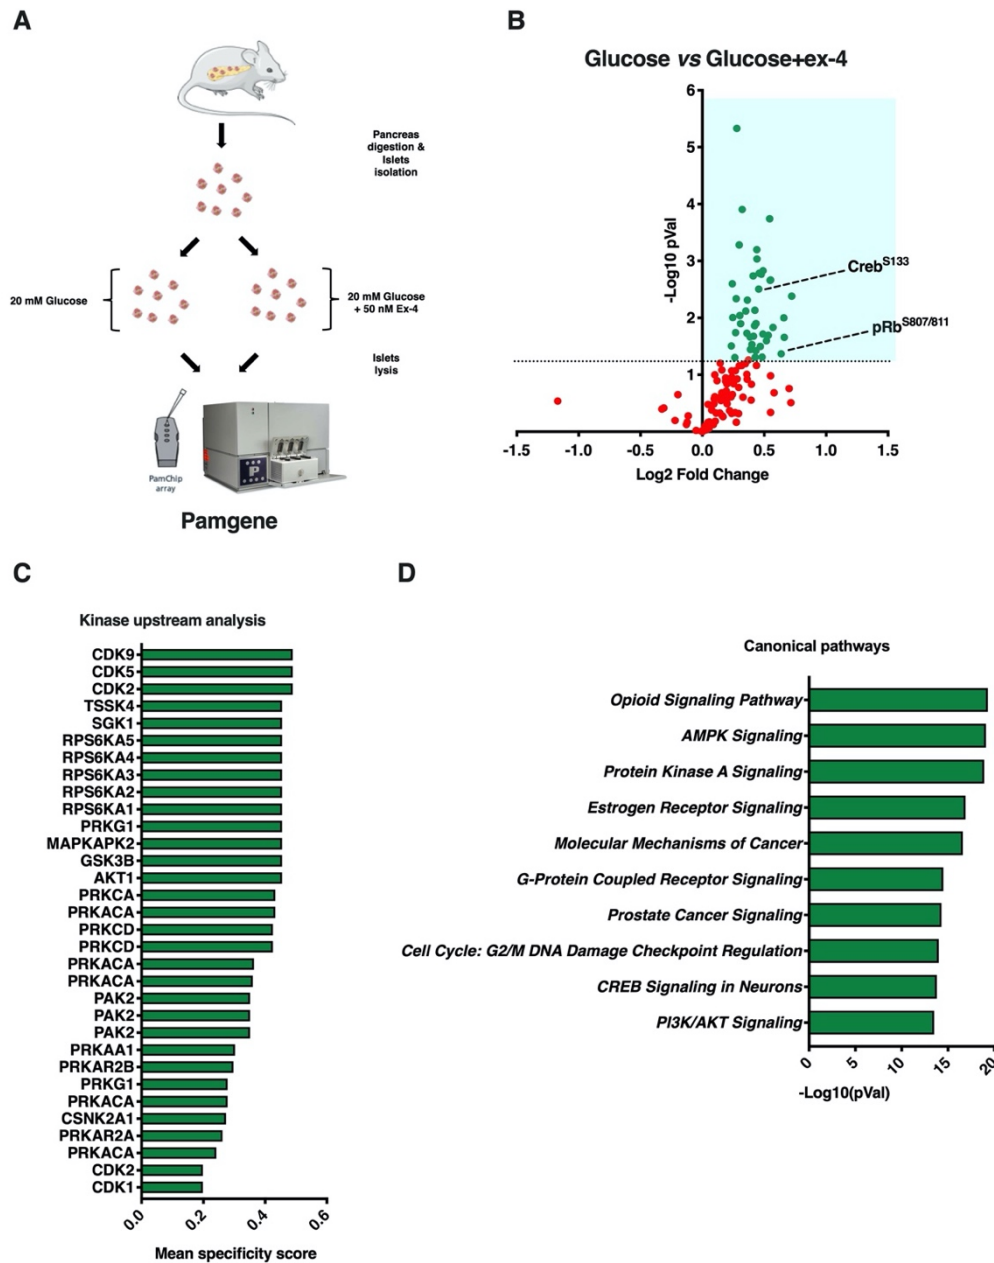 A
Pancreas
digestion &
Islets
isolation
20 mM Glucose
20 mM Glucose
+ 50 nM Ex-4
Islets
lysis
PamChip
array
P
Pamgene
B
Glucose vs Glucose+ex-4
6
5
4
3
2
1
-Log10 pVal
Creb^S133
pRb^S807/811
-1.5 -1.0 -0.5 0.0 0.5 1.0 1.5
Log2 Fold Change
C
Kinase upstream analysis
CDK9
CDK5
CDK2
TSSK4
SGK1
RPS6KA5
RPS6KA4
RPS6KA3
RPS6KA2
RPS6KA1
PRKG1
MAPKAPK2
GSK3B
AKT1
PRKCA
PRKACA
PRKCD
PRKCD
PRKACA
PRKACA
PAK2
PAK2
PAK2
PRKAA1
PRKAR2B
PRKG1
PRKACA
CSNK2A1
PRKAR2A
PRKACA
CDK2
CDK1
0.0 0.2 0.4 0.6
Mean specificity score
D
Canonical pathways
Opioid Signaling Pathway
AMPK Signaling
Protein Kinase A Signaling
Estrogen Receptor Signaling
Molecular Mechanisms of Cancer
G-Protein Coupled Receptor Signaling
Prostate Cancer Signaling
Cell Cycle: G2/M DNA Damage Checkpoint Regulation
CREB Signaling in Neurons
PI3K/AKT Signaling
0 5 10 15 20
-Log10(pVal)